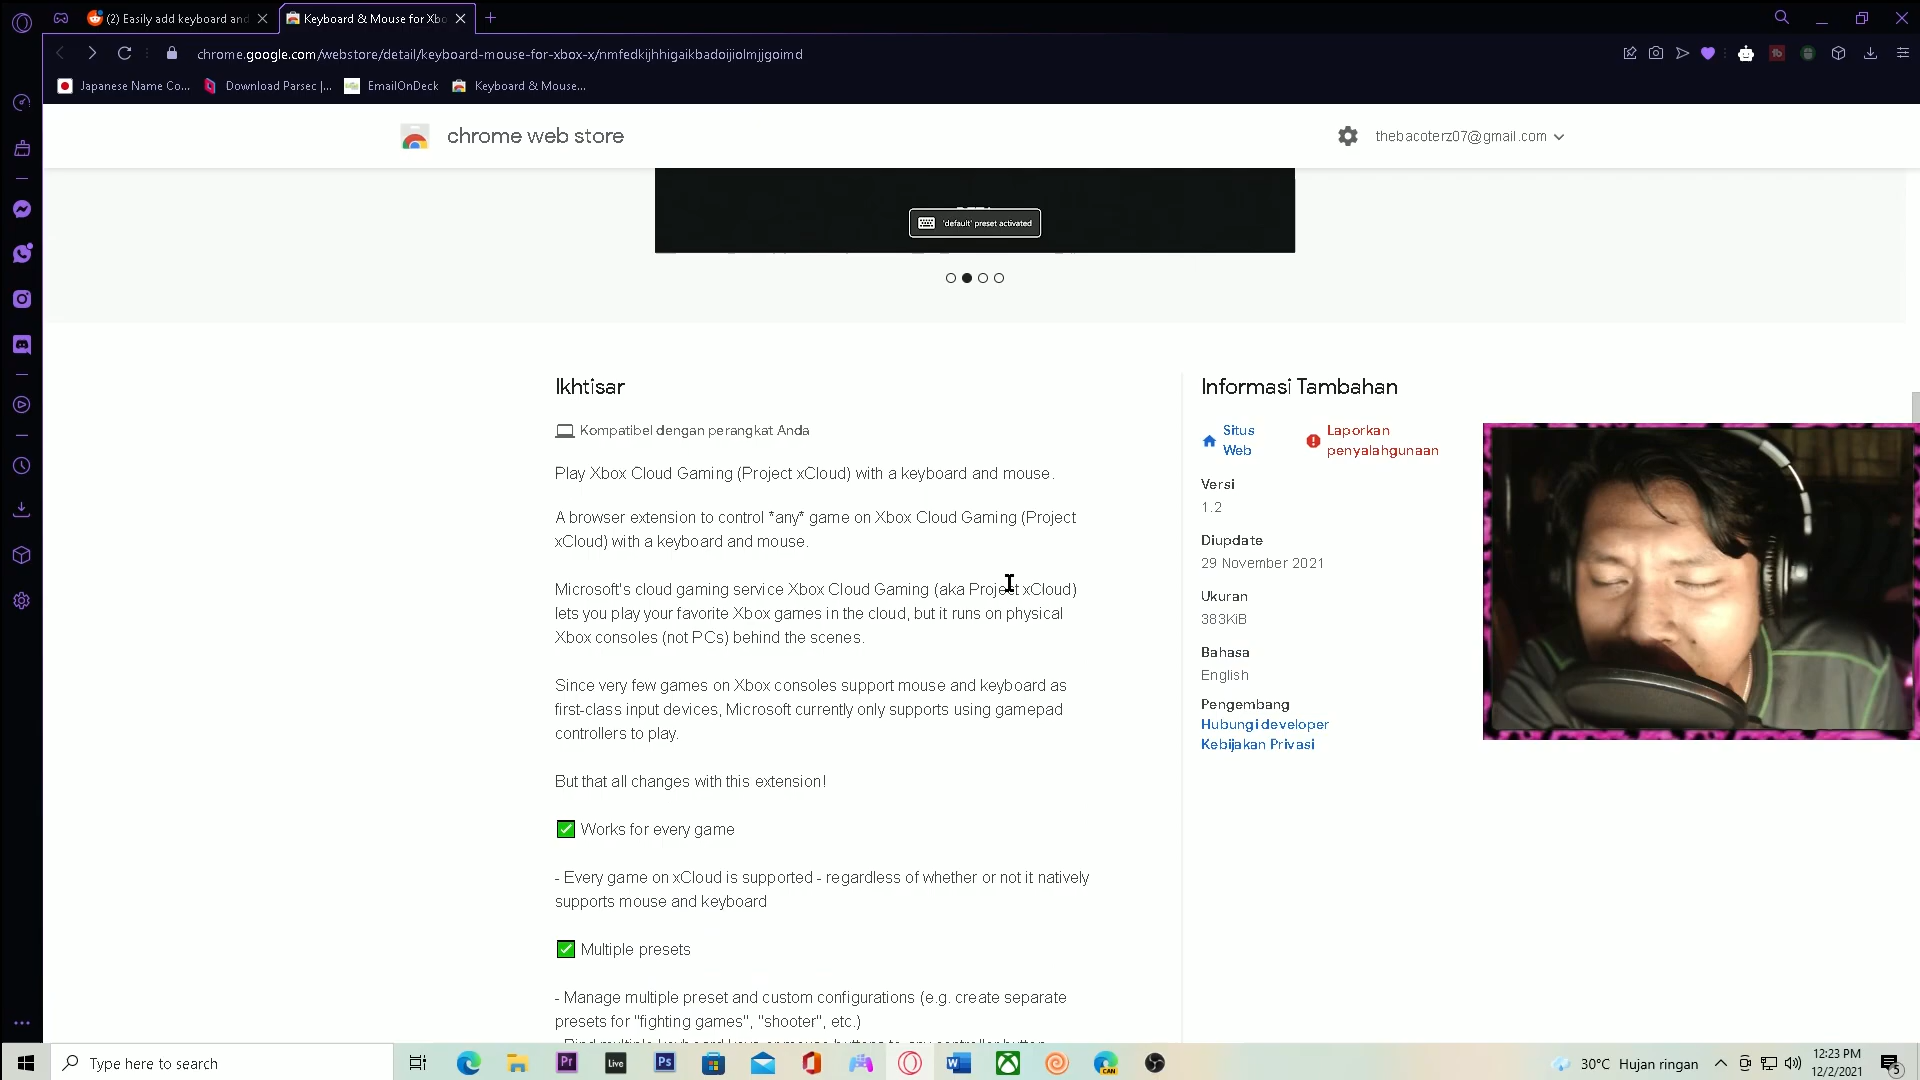 (2) Easily add keyboard and
Keyboard & Mouse for Xbo
chrome.google.com/webstore/detail/keyboard-mouse-for-xbox-x/nmfedkijhhigaikbadoijiolmjjgoimd
Japanese Name Co...
Download Parsec |...
EmailOnDeck
Keyboard & Mouse...
chrome web store
thebacoterz07@gmail.com
'default' preset activated
Ikhtisar
Kompatibel dengan perangkat Anda
Play Xbox Cloud Gaming (Project xCloud) with a keyboard and mouse.
A browser extension to control *any* game on Xbox Cloud Gaming (Project
xCloud) with a keyboard and mouse.
Microsoft's cloud gaming service Xbox Cloud Gaming (aka Project xCloud)
lets you play your favorite Xbox games in the cloud, but it runs on physical
Xbox consoles (not PCs) behind the scenes.
Since very few games on Xbox consoles support mouse and keyboard as
first-class input devices, Microsoft currently only supports using gamepad
controllers to play.
But that all changes with this extension!
✅ Works for every game
- Every game on xCloud is supported - regardless of whether or not it natively
supports mouse and keyboard
✅ Multiple presets
- Manage multiple preset and custom configurations (e.g. create separate
presets for "fighting games", "shooter", etc.)
Informasi Tambahan
Situs
Web
Laporkan
penyalahgunaan
Versi
1.2
Diupdate
29 November 2021
Ukuran
383KiB
Bahasa
English
Pengembang
Hubungi developer
Kebijakan Privasi
Type here to search
Pr
Live
Ps
CAN
30°C Hujan ringan
12:23 PM
12/2/2021
5